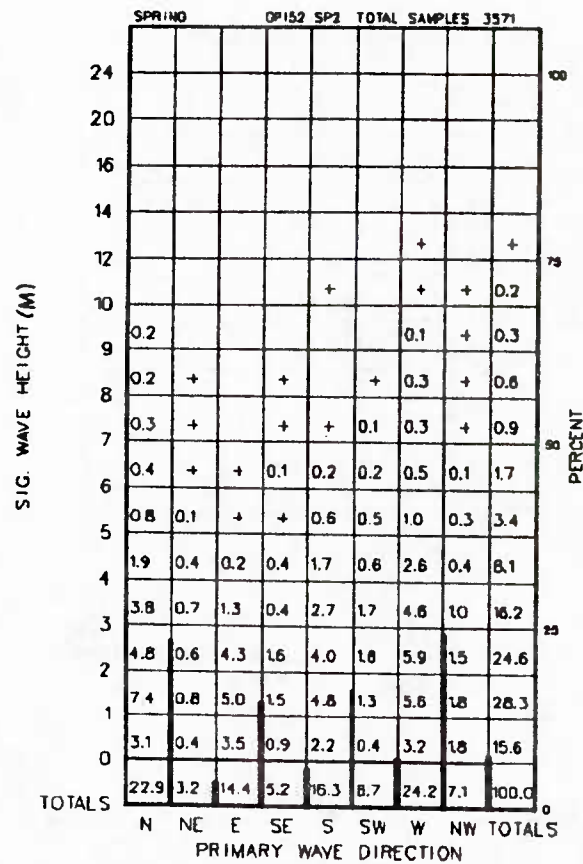 SPRING OP152 SP2 TOTAL SAMPLES 3571
24 100
20
16
14
+ +
12 75
+ + + 0.2
10
0.2 0.1 + 0.3
9
0.2 + + + 0.3 + 0.6
8
0.3 + + + 0.1 0.3 + 0.9
7 50
0.4 + + 0.1 0.2 0.2 0.5 0.1 1.7
6
0.8 0.1 + + 0.6 0.5 1.0 0.3 3.4
5
1.9 0.4 0.2 0.4 1.7 0.6 2.6 0.4 8.1
4
3.8 0.7 1.3 0.4 2.7 1.7 4.6 1.0 16.2
3 25
4.8 0.6 4.3 1.6 4.0 1.8 5.9 1.5 24.6
2
7.4 0.8 5.0 1.5 4.8 1.3 5.6 1.8 28.3
1
3.1 0.4 3.5 0.9 2.2 0.4 3.2 1.8 15.6
0
22.9 3.2 14.4 5.2 16.3 6.7 24.2 7.1 100.0
TOTALS 0
N NE E SE S SW W NW TOTALS
PRIMARY WAVE DIRECTION
SIG. WAVE HEIGHT (M)
PERCENT